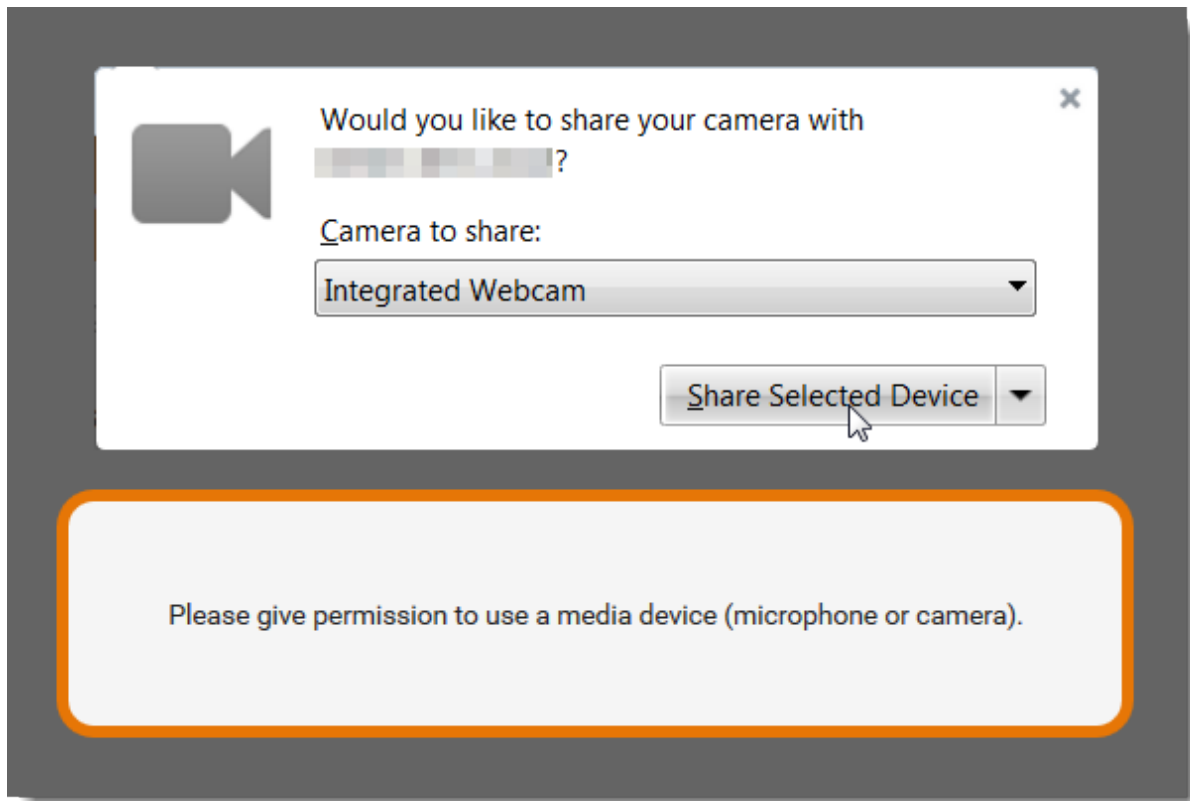 Would you like to share your camera with
?
Camera to share:
Integrated Webcam
Share Selected Device
Please give permission to use a media device (microphone or camera).